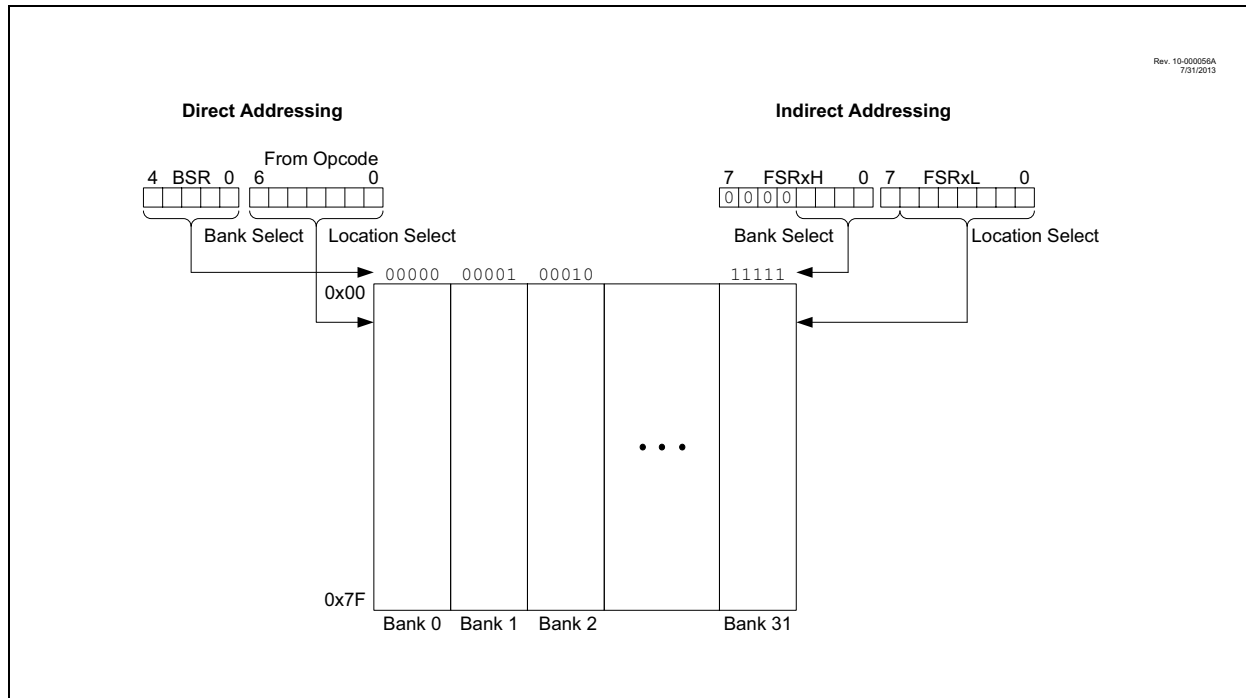 Rev. 10-000056A
7/31/2013
Direct Addressing
Indirect Addressing
From Opcode
4 BSR 0 6 0
7 FSRxH 0 7 FSRxL 0
0 0 0 0
Bank Select Location Select
Bank Select Location Select
00000 00001 00010 11111
0x00
. . .
0x7F
Bank 0 Bank 1 Bank 2 Bank 31